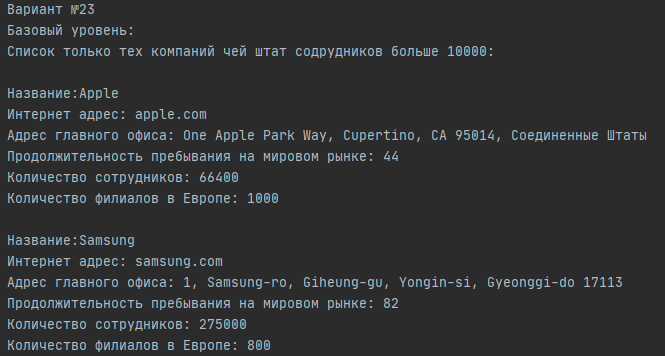 Вариант №23
Базовый уровень:
Список только тех компаний чей штат содрудников больше 10000:
Название:Apple
Интернет адрес: apple.com
Адрес главного офиса: One Apple Park Way, Cupertino, CA 95014, Соединенные Штаты
Продолжительность пребывания на мировом рынке: 44
Количество сотрудников: 66400
Количество филиалов в Европе: 1000
Название:Samsung
Интернет адрес: samsung.com
Адрес главного офиса: 1, Samsung-ro, Giheung-gu, Yongin-si, Gyeonggi-do 17113
Продолжительность пребывания на мировом рынке: 82
Количество сотрудников: 275000
Количество филиалов в Европе: 800